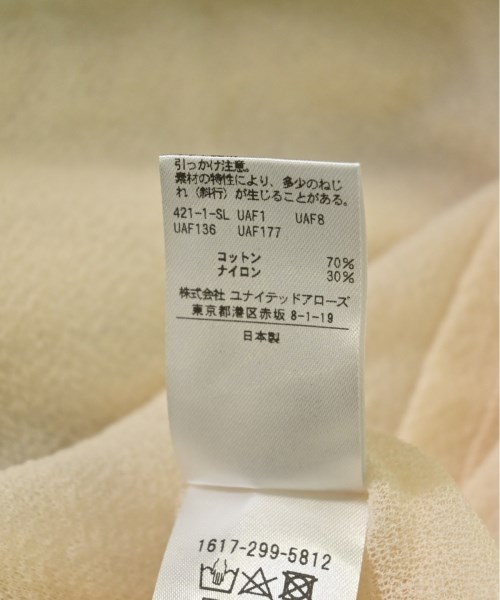 引っかけ注意。
素材の特性により、多少のねじ
れ（斜行）が生じることがある。
421-1-SL UAF1 UAF8
UAF136 UAF177
コットン 70%
ナイロン 30%
株式会社 ユナイテッドアローズ
東京都港区赤坂 8-1-19
日本製
1617-299-5812